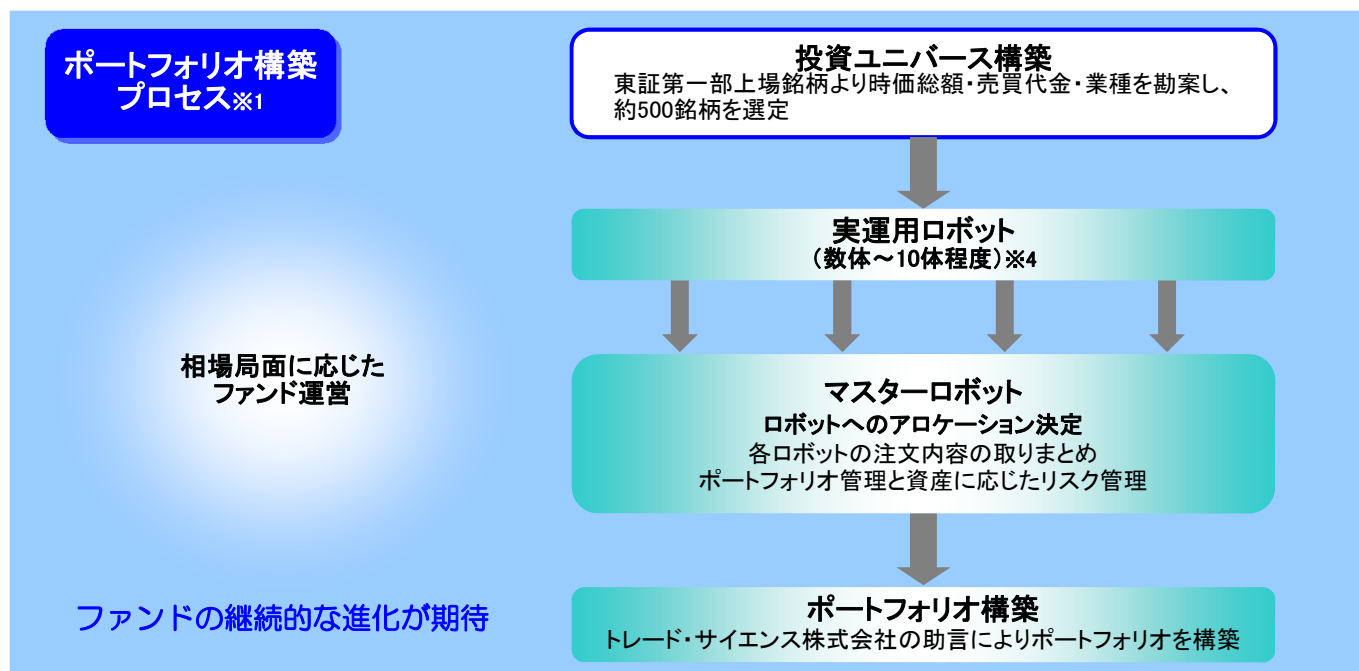 ポートフォリオ構築
プロセス※1
投資ユニバース構築
東証第一部上場銘柄より時価総額・売買代金・業種を勘案し、
約500銘柄を選定
実運用ロボット
(数体～10体程度)※4
相場局面に応じた
ファンド運営
マスターロボット
ロボットへのアロケーション決定
各ロボットの注文内容の取りまとめ
ポートフォリオ管理と資産に応じたリスク管理
ファンドの継続的な進化が期待
ポートフォリオ構築
トレード・サイエンス株式会社の助言によりポートフォリオを構築